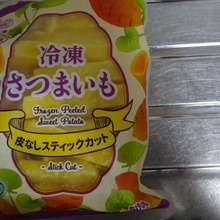 冷凍
さつまいも
Frozen Peeled
Sweet Potato
皮なしスティックカット
- Stick Cut -